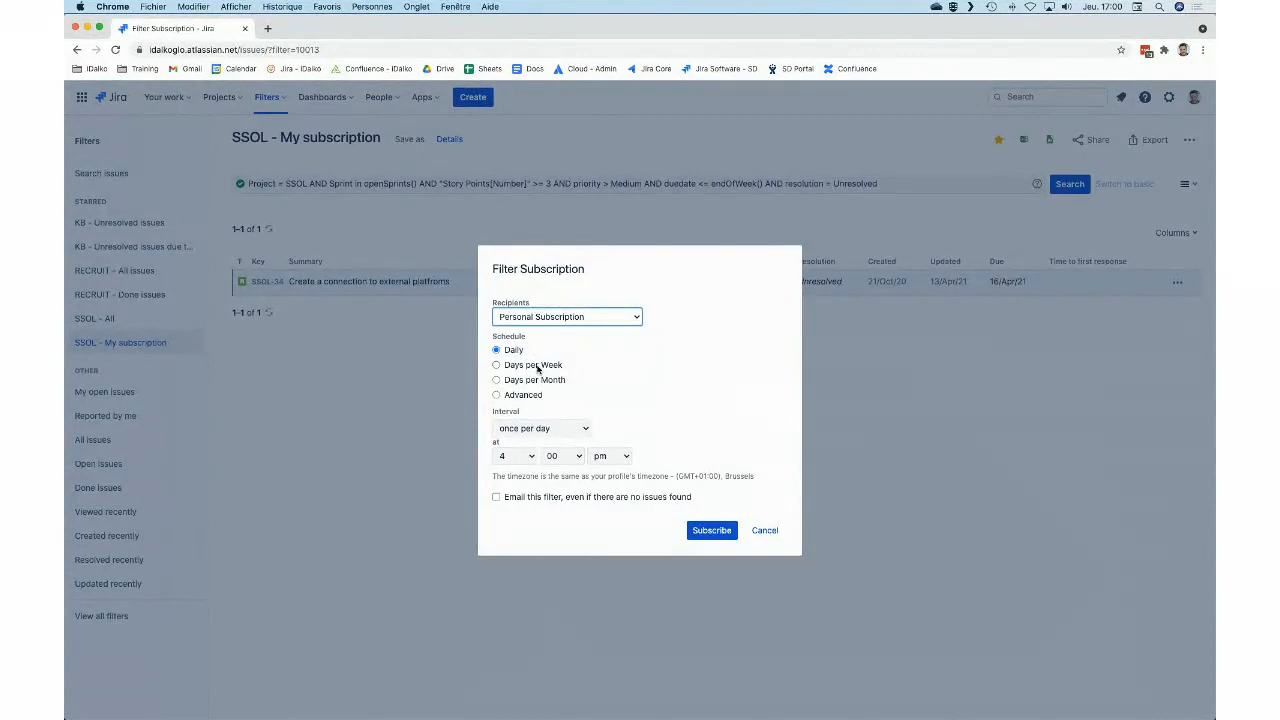 Chrome Fichier Modifier Afficher Historique Favoris Personnes Onglet Fenêtre Aide Jeu. 17:00
Filter Subscription - Jira
idalkoglo.atlassian.net/issues/?filter=10013
iDalko Training Gmail Calendar Jira - iDalko Confluence - iDalko Drive Sheets Docs Cloud - Admin Jira Core Jira Software - SD SD Portal Confluence
Jira Your work Projects Filters Dashboards People Apps Create Search
Filters
SSOL - My subscription Save as Details Share Export
Search issues
Project = SSOL AND Sprint in openSprints() AND "Story Points[Number]" >= 3 AND priority > Medium AND duedate <= endOfWeek() AND resolution = Unresolved Search Switch to basic
STARRED
KB - Unresolved issues
KB - Unresolved issues due t...
RECRUIT - All issues
RECRUIT - Done issues
SSOL - All
SSOL - My subscription
OTHER
My open issues
Reported by me
All issues
Open issues
Done issues
Viewed recently
Created recently
Resolved recently
Updated recently
View all filters
1–1 of 1
Columns
T Key Summary esolution Created Updated Due Time to first response
SSOL-34 Create a connection to external platfroms nresolved 21/Oct/20 13/Apr/21 16/Apr/21
1–1 of 1
Filter Subscription
Recipients
Personal Subscription
Schedule
Daily
Days per Week
Days per Month
Advanced
Interval
once per day
at
4 00 pm
The timezone is the same as your profile's timezone - (GMT+01:00), Brussels
Email this filter, even if there are no issues found
Subscribe Cancel